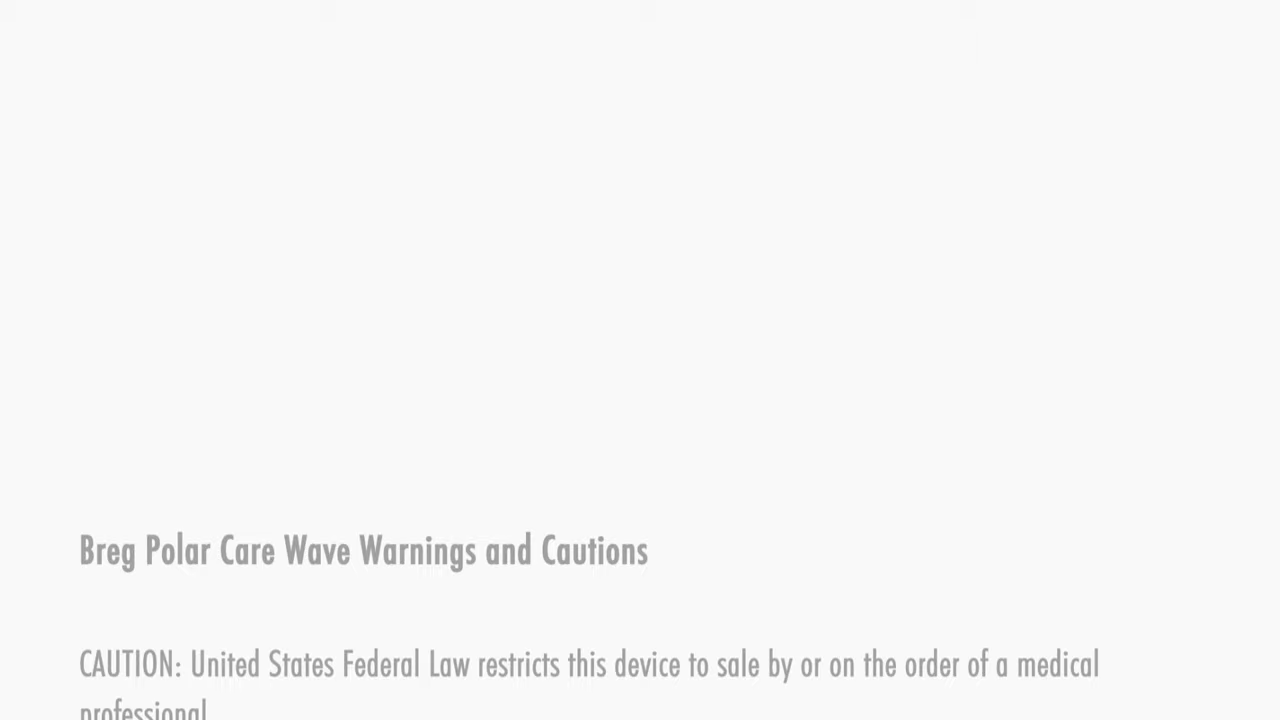 Breg Polar Care Wave Warnings and Cautions
CAUTION: United States Federal Law restricts this device to sale by or on the order of a medical
professional